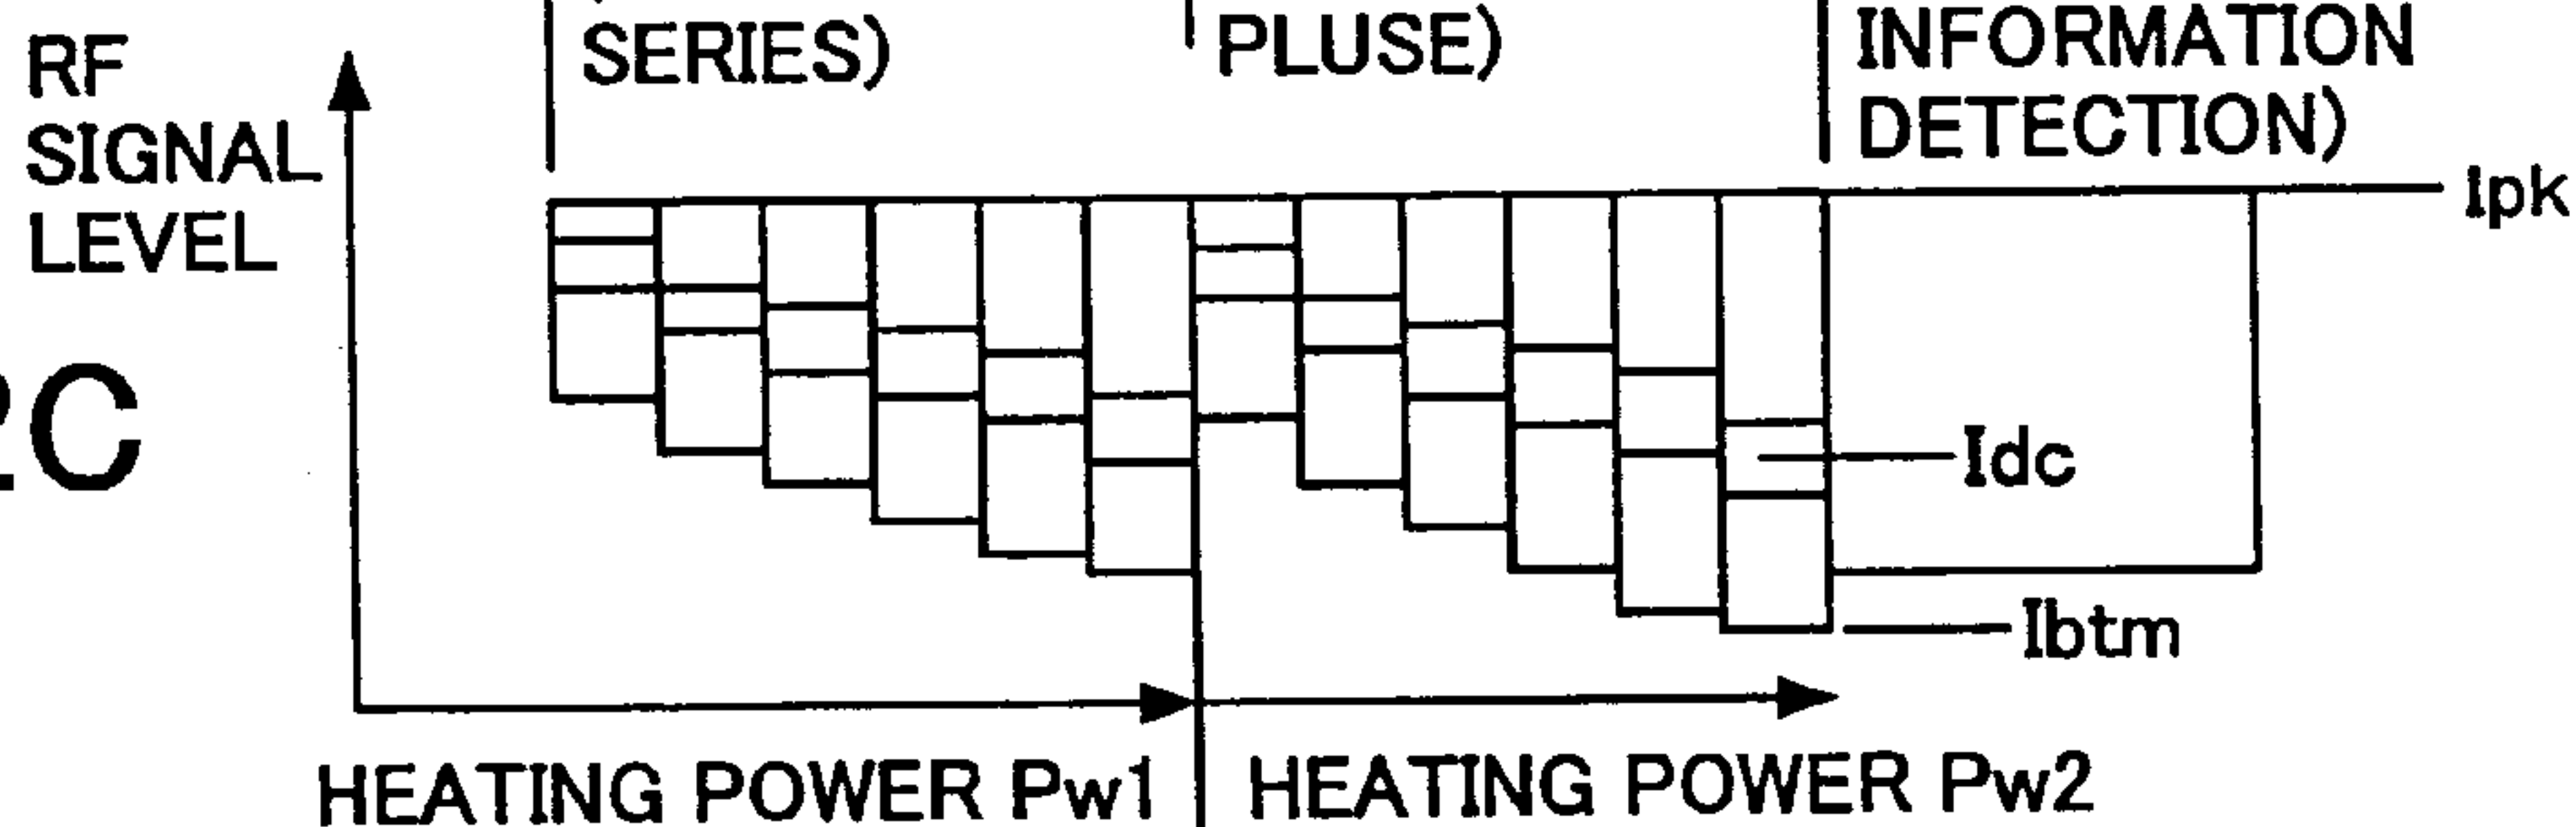 SERIES)
PLUSE)
INFORMATION
DETECTION)
RF
SIGNAL
LEVEL
Ipk
2C
Idc
Ibtm
HEATING POWER Pw1
HEATING POWER Pw2